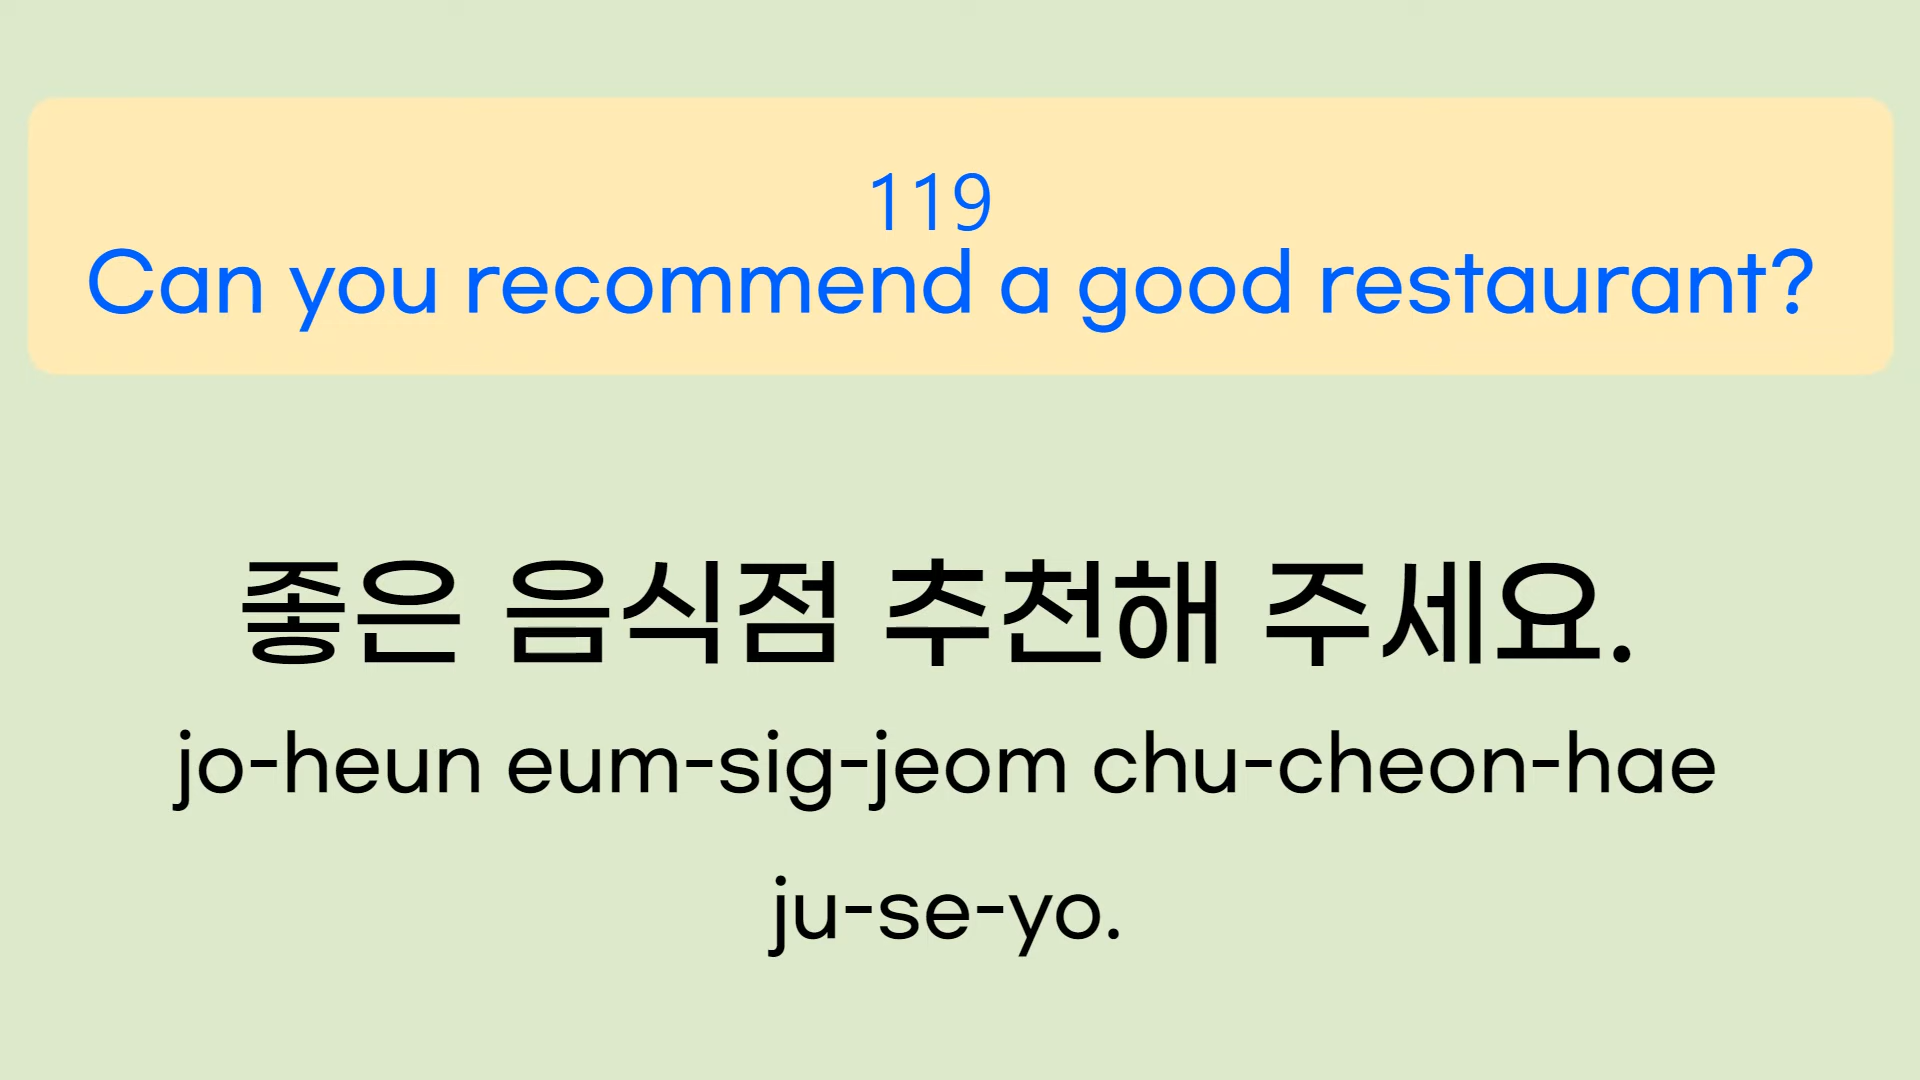 119
Can you recommend a good restaurant?
좋은 음식점 추천해 주세요.
jo-heun eum-sig-jeom chu-cheon-hae
ju-se-yo.